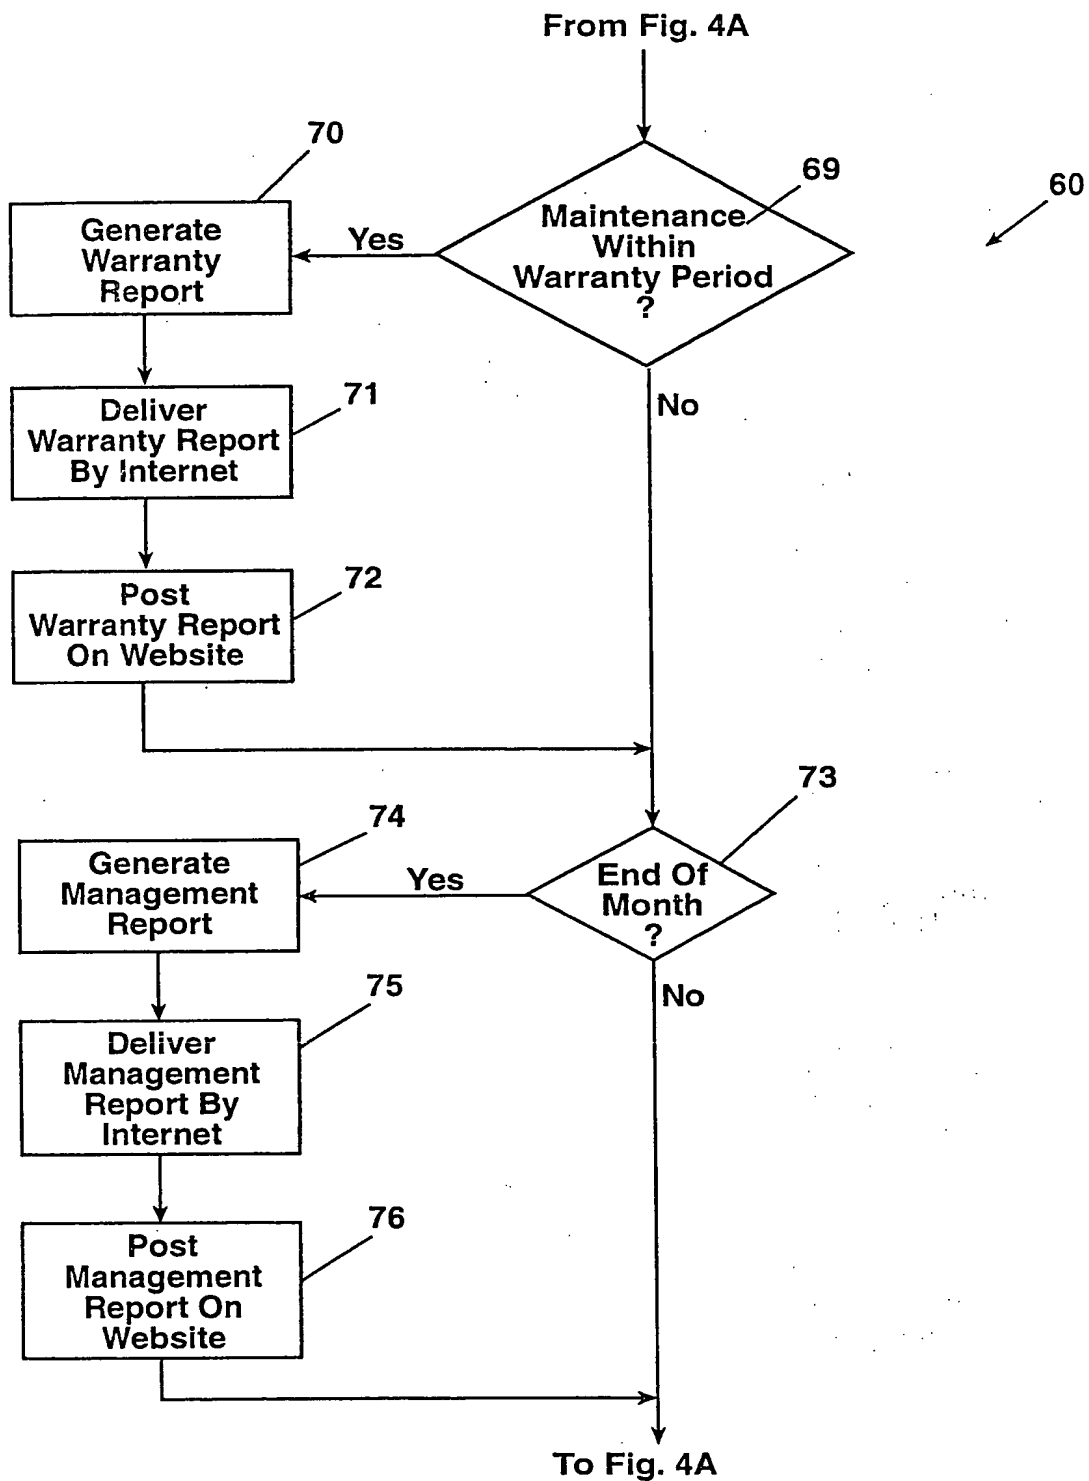 From Fig. 4A
70
69
60
Maintenance
Within
Warranty Period
?
Yes
Generate
Warranty
Report
71
No
Deliver
Warranty Report
By Internet
72
Post
Warranty Report
On Website
73
74
End Of
Month
?
Yes
Generate
Management
Report
75
No
Deliver
Management
Report By
Internet
76
Post
Management
Report On
Website
To Fig. 4A